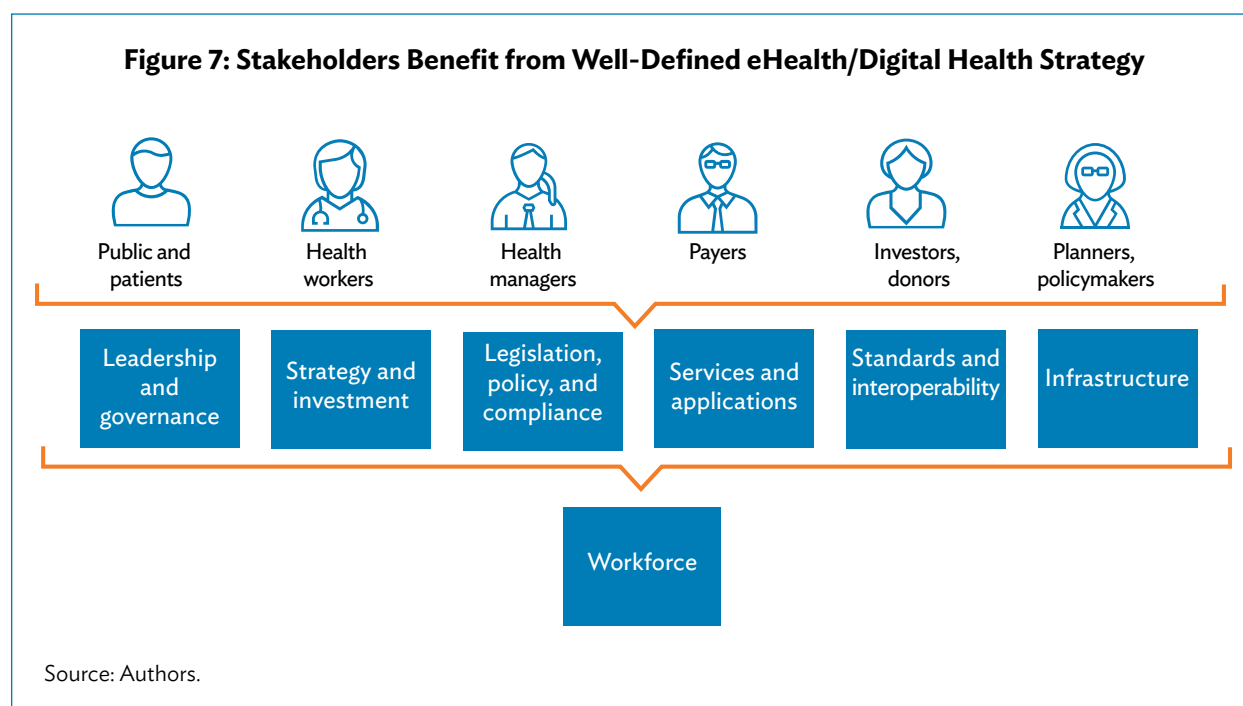 Figure 7: Stakeholders Benefit from Well-Defined eHealth/Digital Health Strategy
Public and
patients
Health
workers
Health
managers
Payers
Investors,
donors
Planners,
policymakers
Leadership
and
governance
Strategy and
investment
Legislation,
policy, and
compliance
Services and
applications
Standards and
interoperability
Infrastructure
Workforce
Source: Authors.